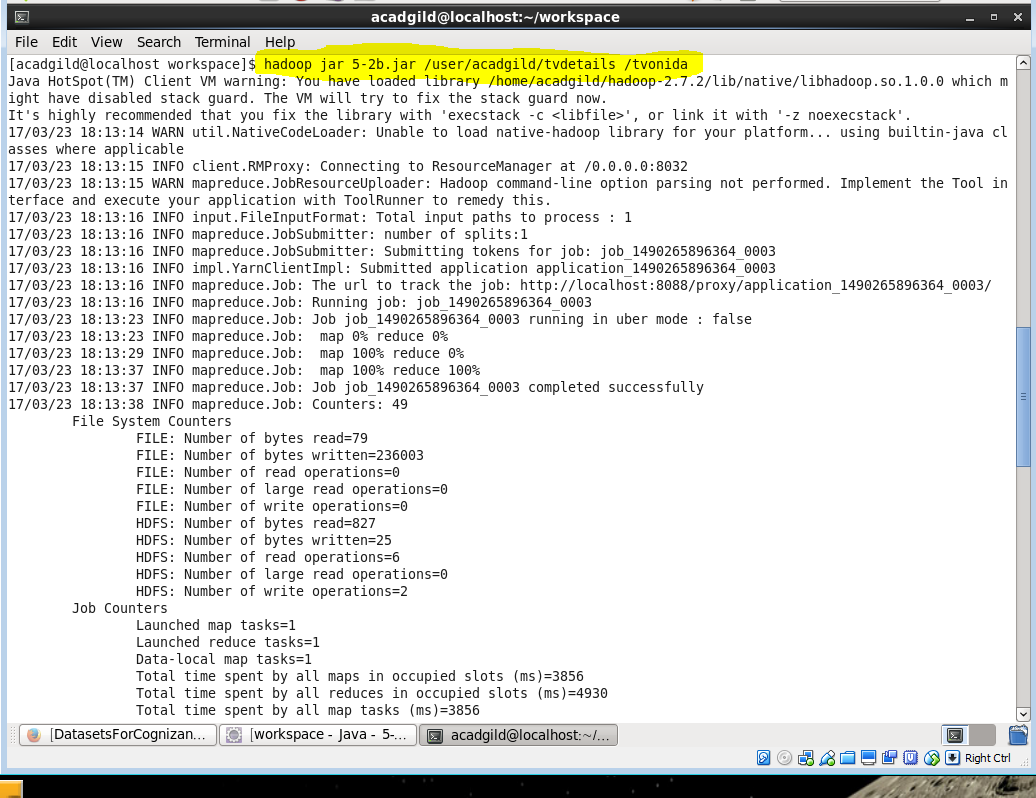 acadgild@localhost:~/workspace
File Edit View Search Terminal Help
[acadgild@localhost workspace]$ hadoop jar 5-2b.jar /user/acadgild/tvdetails /tvonida
Java HotSpot(TM) Client VM warning: You have loaded library /home/acadgild/hadoop-2.7.2/lib/native/libhadoop.so.1.0.0 which m
ight have disabled stack guard. The VM will try to fix the stack guard now.
It's highly recommended that you fix the library with 'execstack -c <libfile>', or link it with '-z noexecstack'.
17/03/23 18:13:14 WARN util.NativeCodeLoader: Unable to load native-hadoop library for your platform... using builtin-java cl
asses where applicable
17/03/23 18:13:15 INFO client.RMProxy: Connecting to ResourceManager at /0.0.0.0:8032
17/03/23 18:13:15 WARN mapreduce.JobResourceUploader: Hadoop command-line option parsing not performed. Implement the Tool in
terface and execute your application with ToolRunner to remedy this.
17/03/23 18:13:16 INFO input.FileInputFormat: Total input paths to process : 1
17/03/23 18:13:16 INFO mapreduce.JobSubmitter: number of splits:1
17/03/23 18:13:16 INFO mapreduce.JobSubmitter: Submitting tokens for job: job_1490265896364_0003
17/03/23 18:13:16 INFO impl.YarnClientImpl: Submitted application application_1490265896364_0003
17/03/23 18:13:16 INFO mapreduce.Job: The url to track the job: http://localhost:8088/proxy/application_1490265896364_0003/
17/03/23 18:13:16 INFO mapreduce.Job: Running job: job_1490265896364_0003
17/03/23 18:13:23 INFO mapreduce.Job: Job job_1490265896364_0003 running in uber mode : false
17/03/23 18:13:23 INFO mapreduce.Job:  map 0% reduce 0%
17/03/23 18:13:29 INFO mapreduce.Job:  map 100% reduce 0%
17/03/23 18:13:37 INFO mapreduce.Job:  map 100% reduce 100%
17/03/23 18:13:37 INFO mapreduce.Job: Job job_1490265896364_0003 completed successfully
17/03/23 18:13:38 INFO mapreduce.Job: Counters: 49
File System Counters
FILE: Number of bytes read=79
FILE: Number of bytes written=236003
FILE: Number of read operations=0
FILE: Number of large read operations=0
FILE: Number of write operations=0
HDFS: Number of bytes read=827
HDFS: Number of bytes written=25
HDFS: Number of read operations=6
HDFS: Number of large read operations=0
HDFS: Number of write operations=2
Job Counters
Launched map tasks=1
Launched reduce tasks=1
Data-local map tasks=1
Total time spent by all maps in occupied slots (ms)=3856
Total time spent by all reduces in occupied slots (ms)=4930
Total time spent by all map tasks (ms)=3856
[DatasetsForCognizan... [workspace - Java - 5-... acadgild@localhost:~/...
Right Ctrl